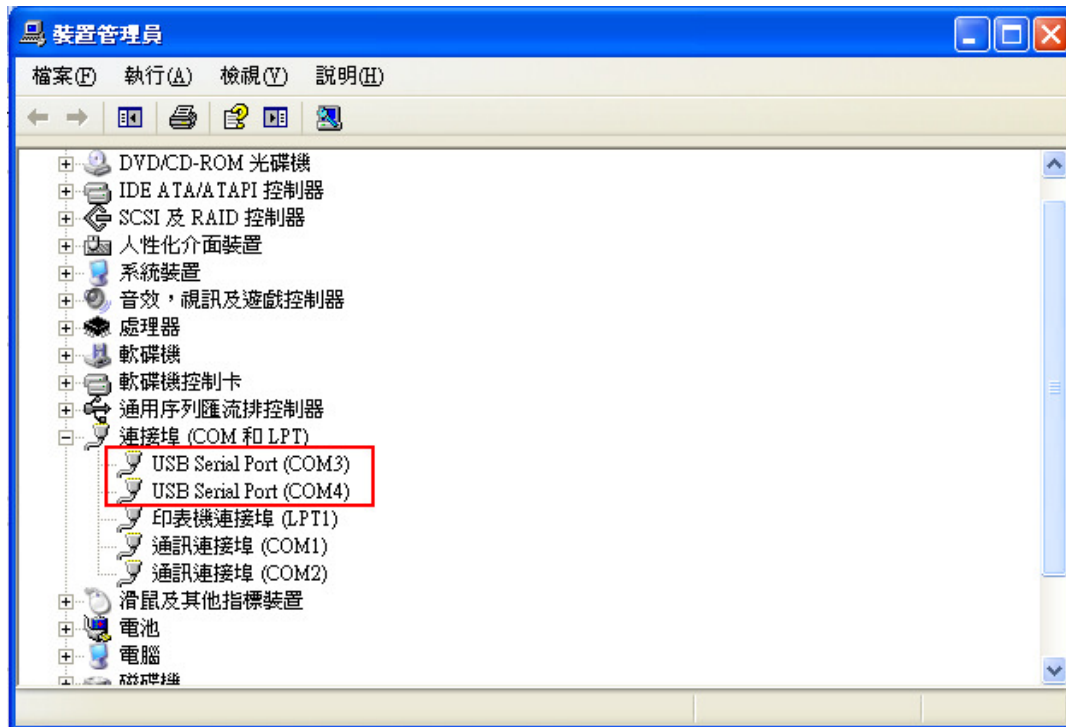 裝置管理員
檔案(F) 執行(A) 檢視(V) 說明(H)
DVD/CD-ROM 光碟機
IDE ATA/ATAPI 控制器
SCSI 及 RAID 控制器
人性化介面裝置
系統裝置
音效，視訊及遊戲控制器
處理器
軟碟機
軟碟機控制卡
通用序列匯流排控制器
連接埠 (COM 和 LPT)
USB Serial Port (COM3)
USB Serial Port (COM4)
印表機連接埠 (LPT1)
通訊連接埠 (COM1)
通訊連接埠 (COM2)
滑鼠及其他指標裝置
電池
電腦
磁碟機